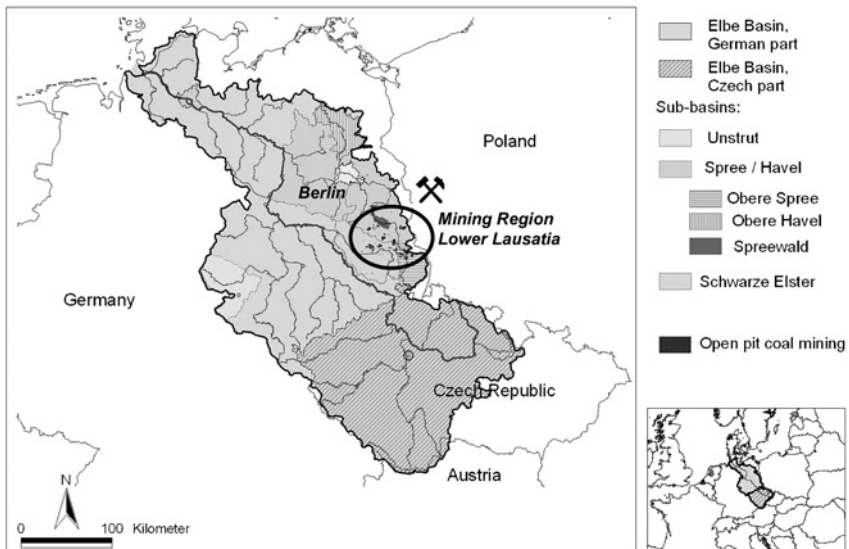 Poland
Berlin
Mining Region
Lower Lausatia
Germany
Czech Republic
Austria
N
0 100 Kilometer
Elbe Basin,
German part
Elbe Basin,
Czech part
Sub-basins:
Unstrut
Spree / Havel
Obere Spree
Obere Havel
Spreewald
Schwarze Elster
Open pit coal mining